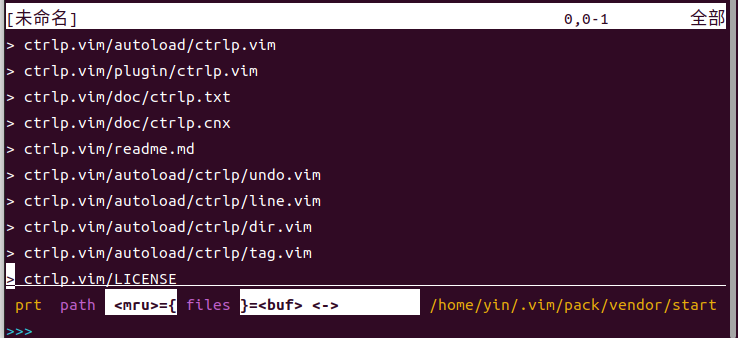 [未命名] 0,0-1 全部
> ctrlp.vim/autoload/ctrlp.vim
> ctrlp.vim/plugin/ctrlp.vim
> ctrlp.vim/doc/ctrlp.txt
> ctrlp.vim/doc/ctrlp.cnx
> ctrlp.vim/readme.md
> ctrlp.vim/autoload/ctrlp/undo.vim
> ctrlp.vim/autoload/ctrlp/line.vim
> ctrlp.vim/autoload/ctrlp/dir.vim
> ctrlp.vim/autoload/ctrlp/tag.vim
> ctrlp.vim/LICENSE
prt path <mru>={ files }=<buf> <-> /home/yin/.vim/pack/vendor/start
>>>